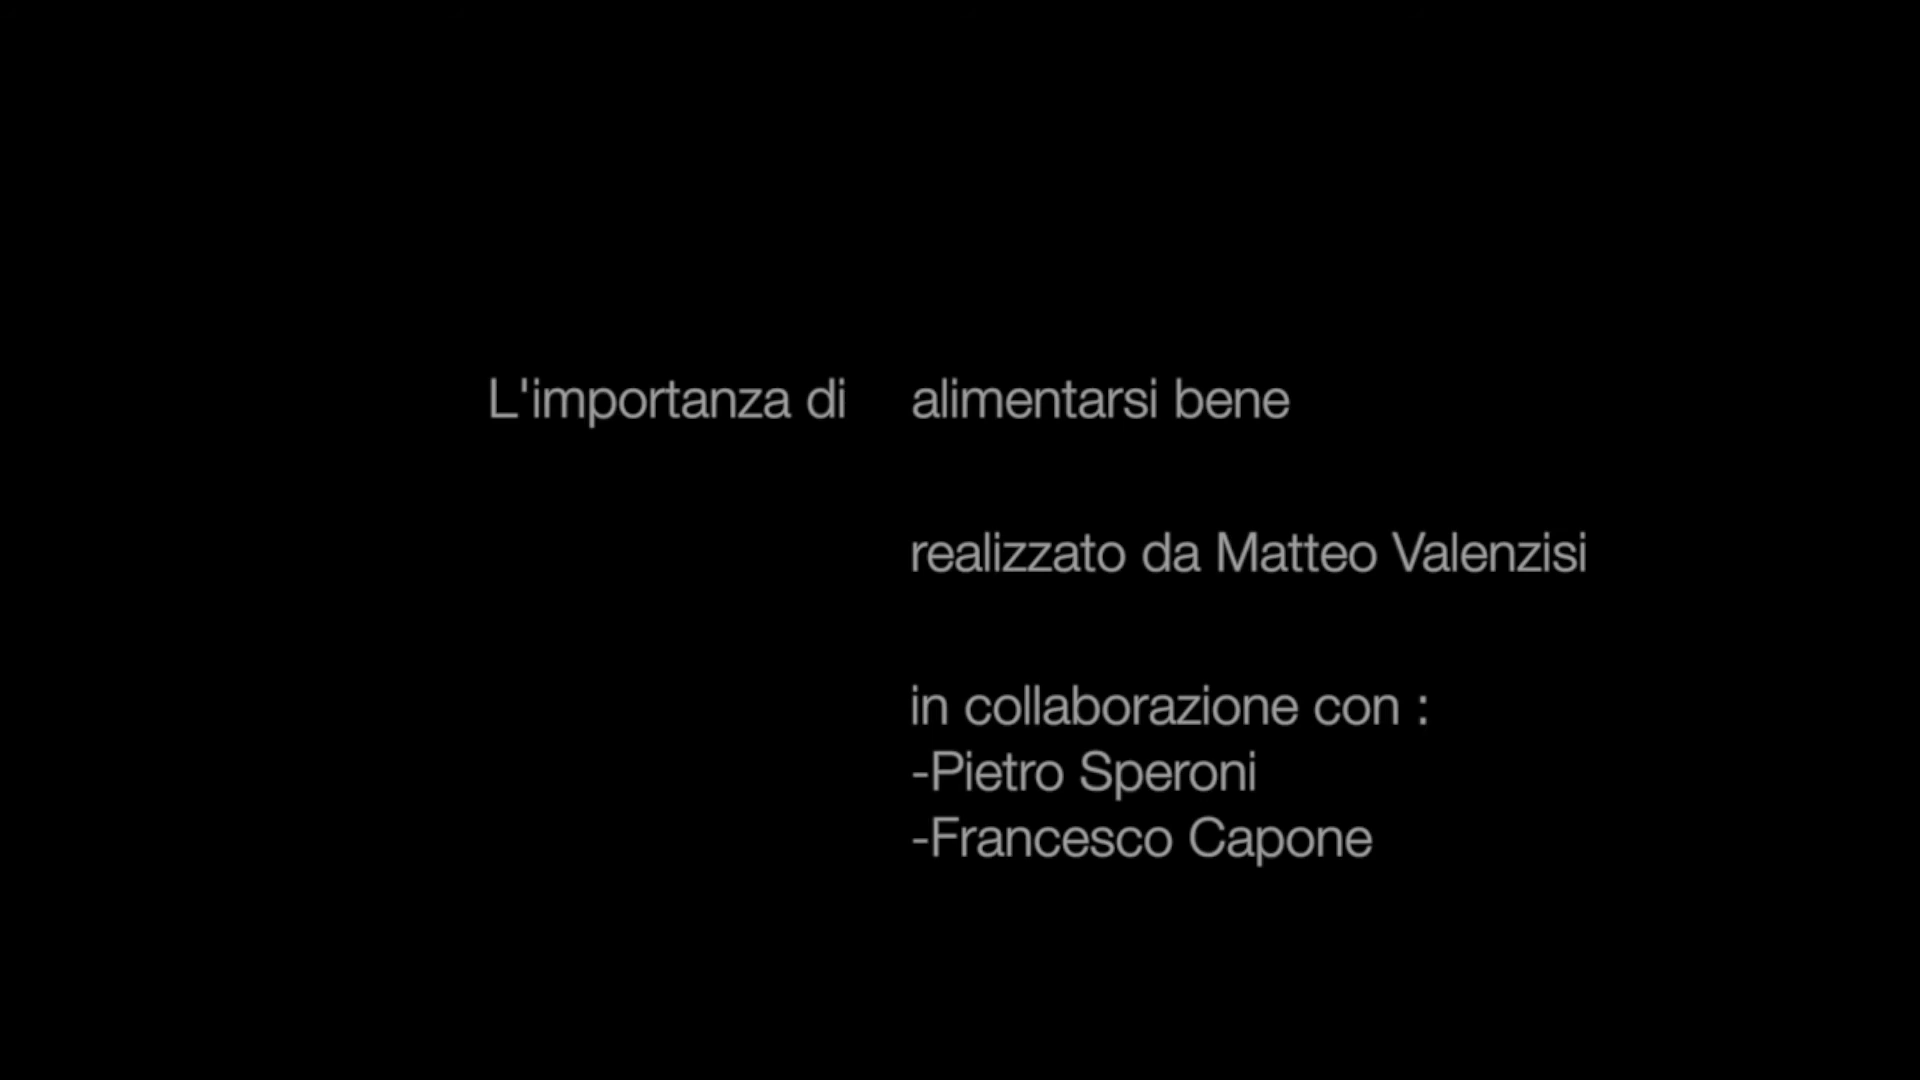 L'importanza di alimentarsi bene
realizzato da Matteo Valenzisi
in collaborazione con :
-Pietro Speroni
-Francesco Capone